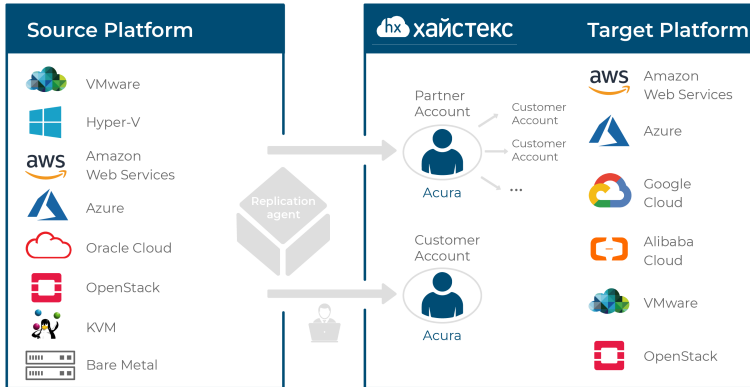 Source Platform
VMware
Hyper-V
aws
Amazon
Web Services
Azure
Oracle Cloud
OpenStack
KVM
Bare Metal
Replication
agent
hx хайстекс
Target Platform
Partner
Account
Acura
Customer
Account
Customer
Account
...
Customer
Account
Acura
aws
Amazon
Web Services
Azure
Google
Cloud
Alibaba
Cloud
VMware
OpenStack